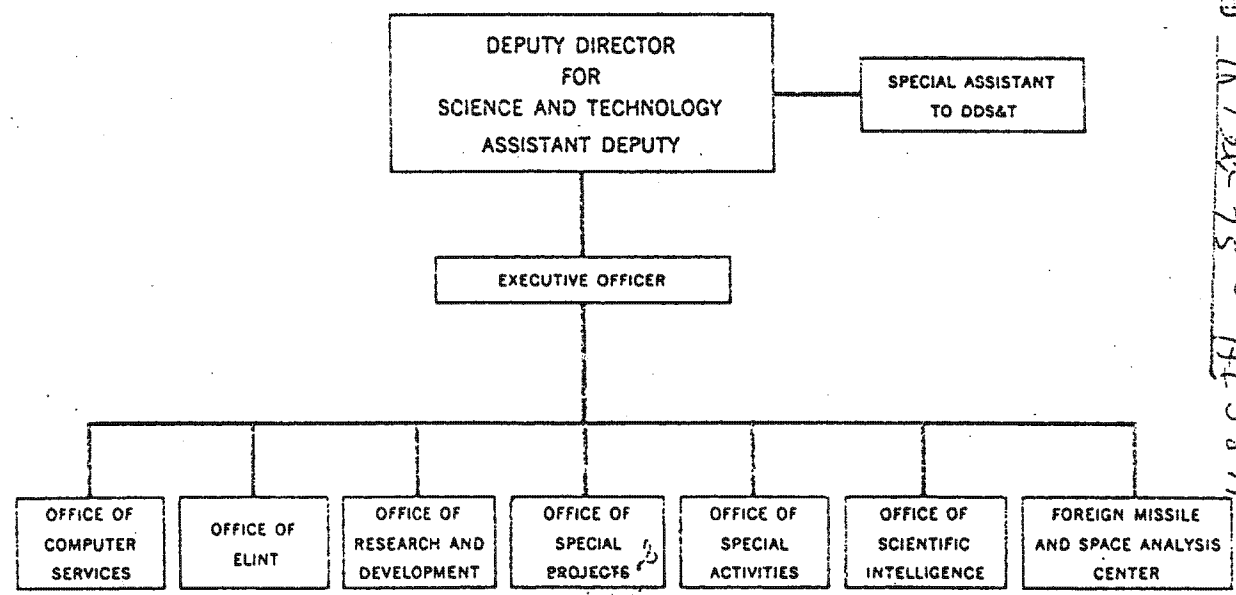 DEPUTY DIRECTOR
FOR
SCIENCE AND TECHNOLOGY
ASSISTANT DEPUTY
SPECIAL ASSISTANT
TO DDS&T
EXECUTIVE OFFICER
OFFICE OF
COMPUTER
SERVICES
OFFICE OF
ELINT
OFFICE OF
RESEARCH AND
DEVELOPMENT
OFFICE OF
SPECIAL
PROJECTS
OFFICE OF
SPECIAL
ACTIVITIES
OFFICE OF
SCIENTIFIC
INTELLIGENCE
FOREIGN MISSILE
AND SPACE ANALYSIS
CENTER